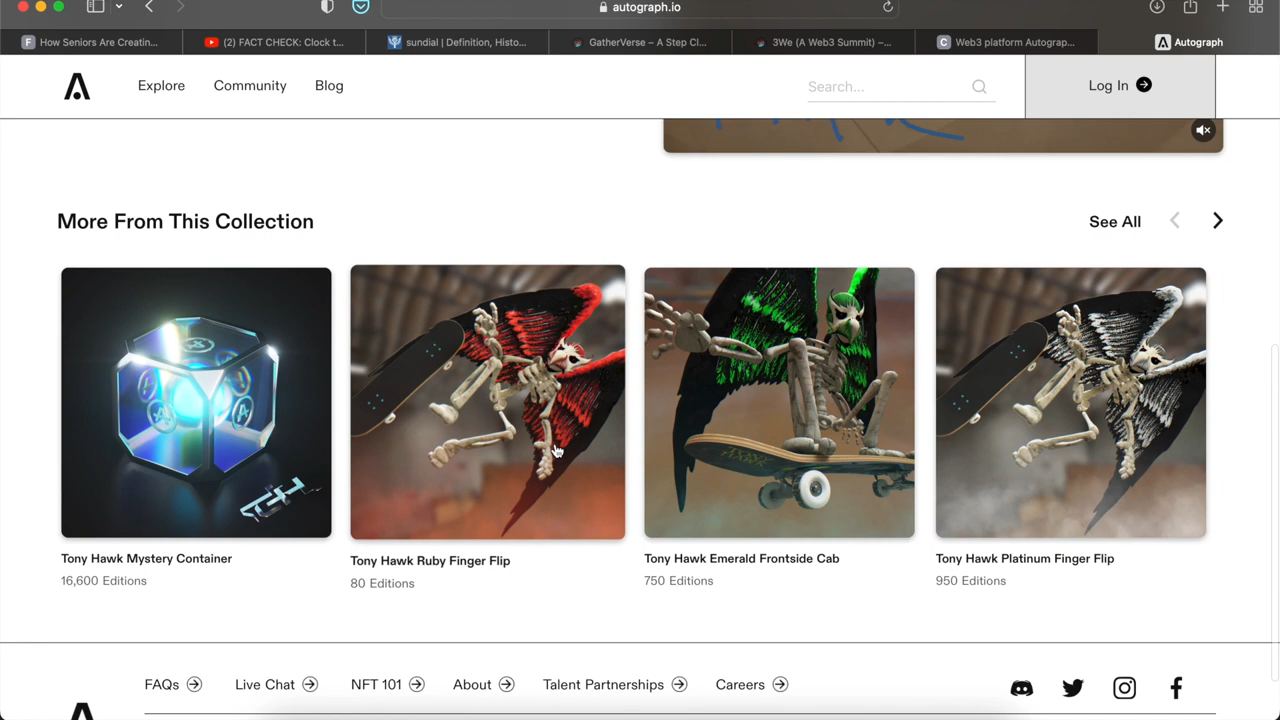 autograph.io
How Seniors Are Creatin...
(2) FACT CHECK: Clock t...
sundial | Definition, Histo...
GatherVerse – A Step Cl...
3We (A Web3 Summit) –...
Web3 platform Autograp...
Autograph
Explore
Community
Blog
Search...
Log In
More From This Collection
See All
Tony Hawk Mystery Container
16,600 Editions
Tony Hawk Ruby Finger Flip
80 Editions
Tony Hawk Emerald Frontside Cab
750 Editions
Tony Hawk Platinum Finger Flip
950 Editions
FAQs
Live Chat
NFT 101
About
Talent Partnerships
Careers